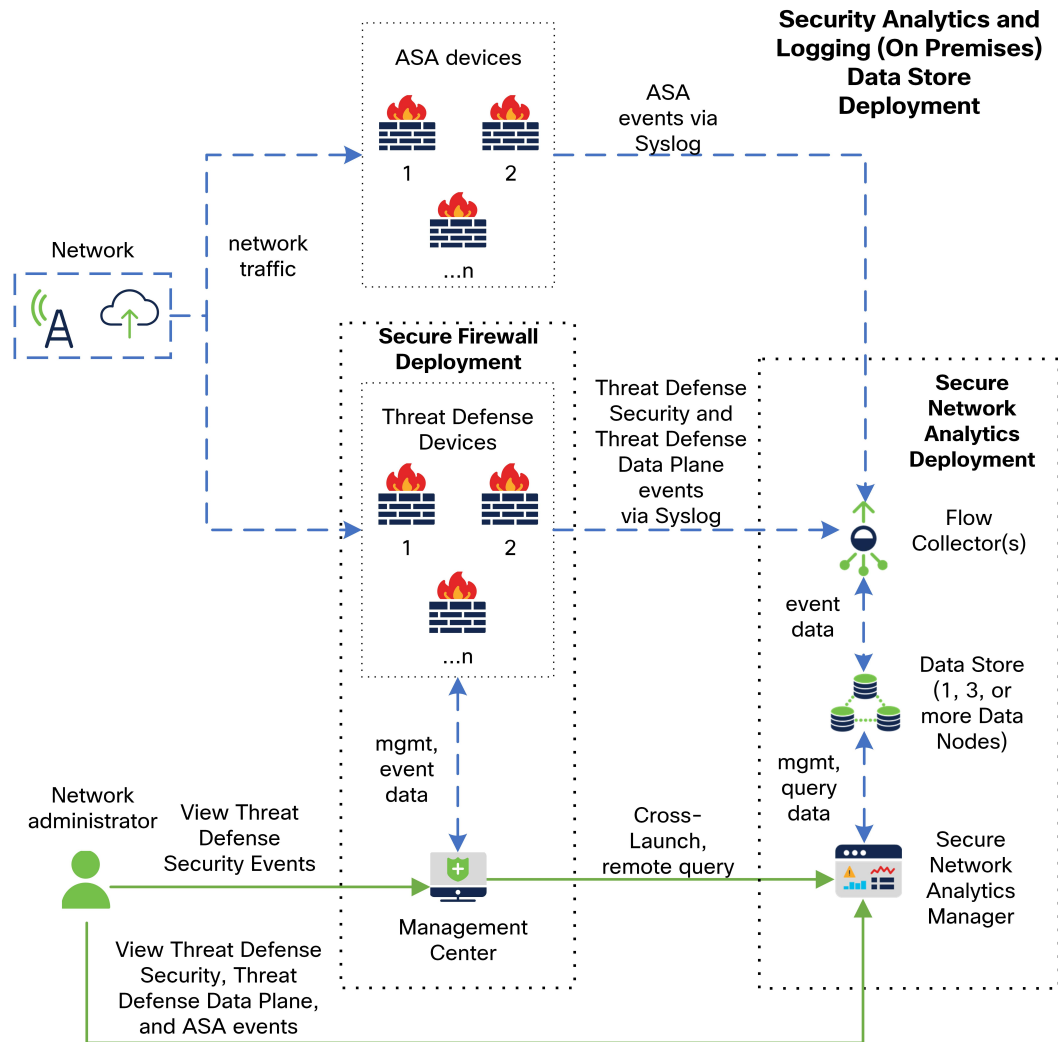 Security Analytics and
Logging (On Premises)
Data Store
Deployment
ASA devices
1
2
...n
ASA
events via
Syslog
Network
network
traffic
Secure Firewall
Deployment
Threat Defense
Devices
1
2
...n
Threat Defense
Security and
Threat Defense
Data Plane
events
via Syslog
Secure
Network
Analytics
Deployment
Flow
Collector(s)
event
data
Data Store
(1, 3, or
more Data
Nodes)
mgmt,
event
data
mgmt,
query
data
Network
administrator
View Threat
Defense
Security Events
Cross-
Launch,
remote query
Secure
Network
Analytics
Manager
Management
Center
View Threat Defense
Security, Threat
Defense Data Plane,
and ASA events